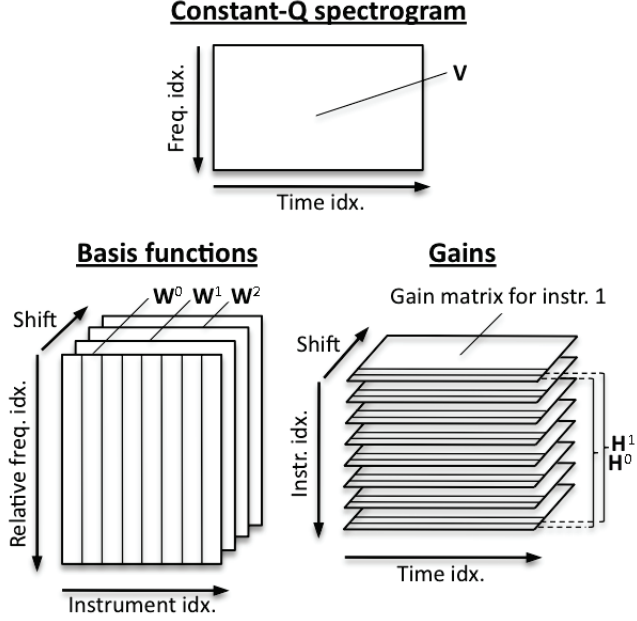 Constant-Q spectrogram
Freq. idx.
V
Time idx.
Basis functions
W⁰ W¹ W²
Shift
Relative freq. idx.
Instrument idx.
Gains
Gain matrix for instr. 1
Shift
Instr. idx.
H¹
H⁰
Time idx.